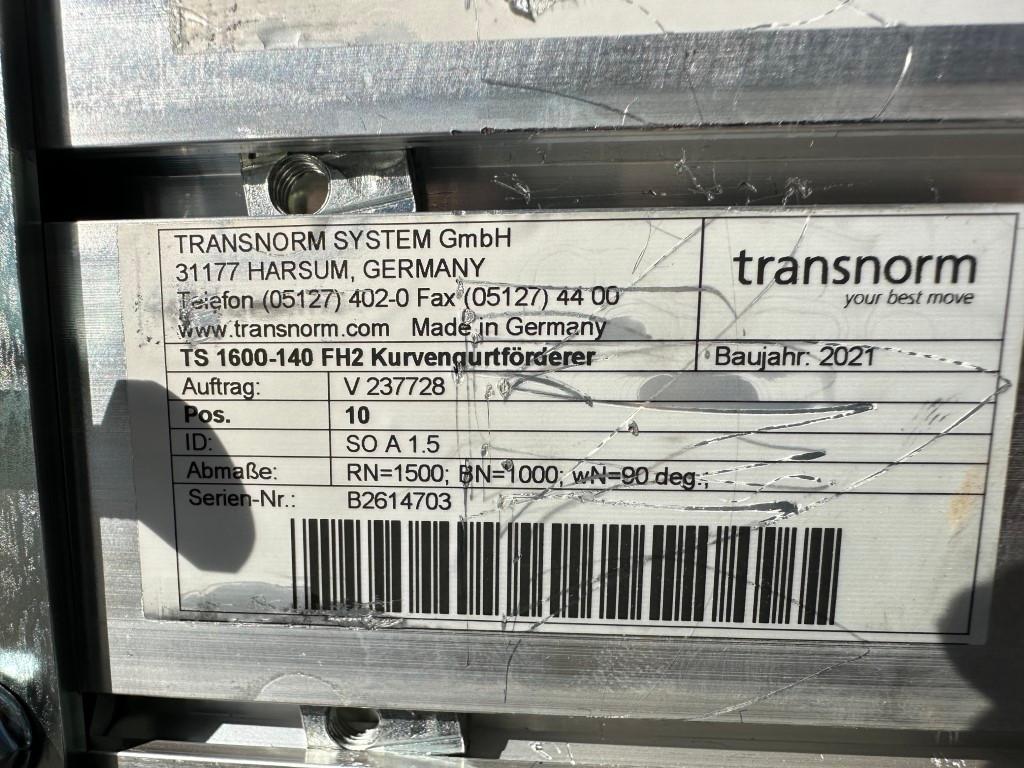 TRANSNORM SYSTEM GmbH
31177 HARSUM, GERMANY
Telefon (05127) 402-0 Fax (05127) 44 00
www.transnorm.com Made in Germany
transnorm
your best move
TS 1600-140 FH2 Kurvengurtförderer
Baujahr: 2021
Auftrag: V 237728
Pos. 10
ID: SO A 1.5
Abmaße: RN=1500; BN=1000; wN=90 deg.;
Serien-Nr.: B2614703